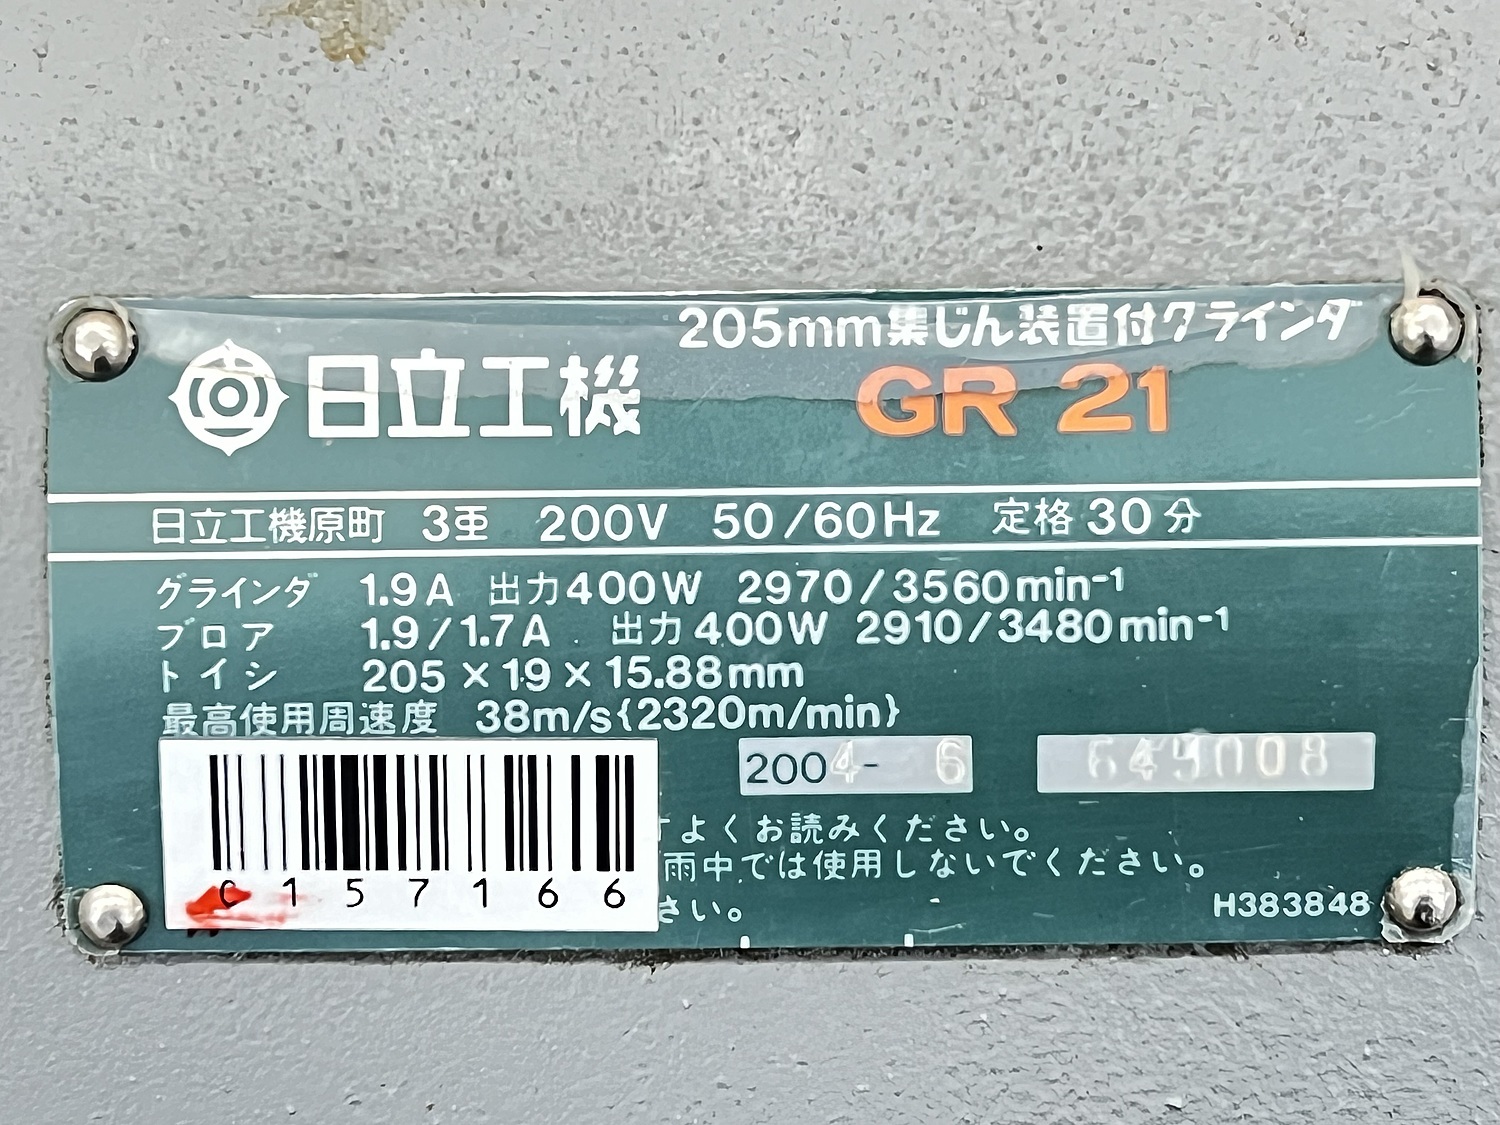 205mm集じん装置付グラインダ
日立工機
GR 21
日立工機原町 3重 200V 50/60Hz 定格30分
グラインダ 1.9A 出力400W 2970/3560min⁻¹
ブロア 1.9/1.7A 出力400W 2910/3480min⁻¹
トイシ 205×19×15.88mm
最高使用周速度 38m/s{2320m/min}
2004-6
649008
よくお読みください。
雨中では使用しないでください。
さい。
H383848
C157166